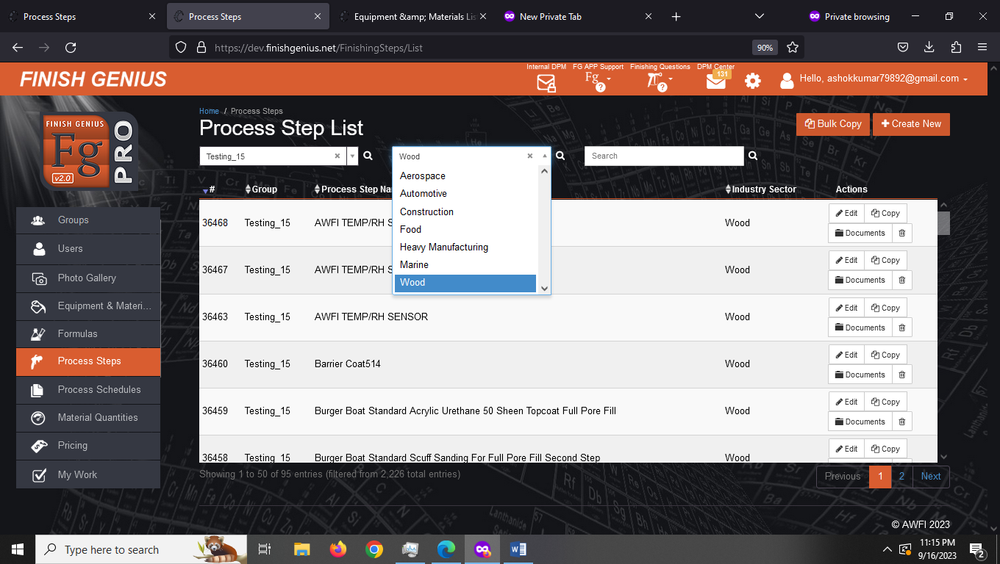 Process Steps
Process Steps
Equipment &amp; Materials Lis
New Private Tab
Private browsing
https://dev.finishgenius.net/FinishingSteps/List
90%
FINISH GENIUS
Internal DPM
FG APP Support
Finishing Questions
DPM Center
131
Hello, ashokkumar79892@gmail.com
FINISH GENIUS
Fg
v2.0
PRO
Home / Process Steps
Process Step List
Bulk Copy
Create New
Testing_15
Wood
Search
Aerospace
Automotive
Construction
Food
Heavy Manufacturing
Marine
Wood
# Group Process Step Na Industry Sector Actions
36468 Testing_15 AWFI TEMP/RH S Wood Edit Copy
Documents
36467 Testing_15 AWFI TEMP/RH S Wood Edit Copy
Documents
36463 Testing_15 AWFI TEMP/RH SENSOR Wood Edit Copy
Documents
36460 Testing_15 Barrier Coat514 Wood Edit Copy
Documents
36459 Testing_15 Burger Boat Standard Acrylic Urethane 50 Sheen Topcoat Full Pore Fill Wood Edit Copy
Documents
36458 Testing_15 Burger Boat Standard Scuff Sanding For Full Pore Fill Second Step Wood Edit Copy
Groups
Users
Photo Gallery
Equipment & Materi...
Formulas
Process Steps
Process Schedules
Material Quantities
Pricing
My Work
Showing 1 to 50 of 95 entries (filtered from 2,226 total entries)
Previous 1 2 Next
© AWFI 2023
Type here to search
11:15 PM
9/16/2023
2